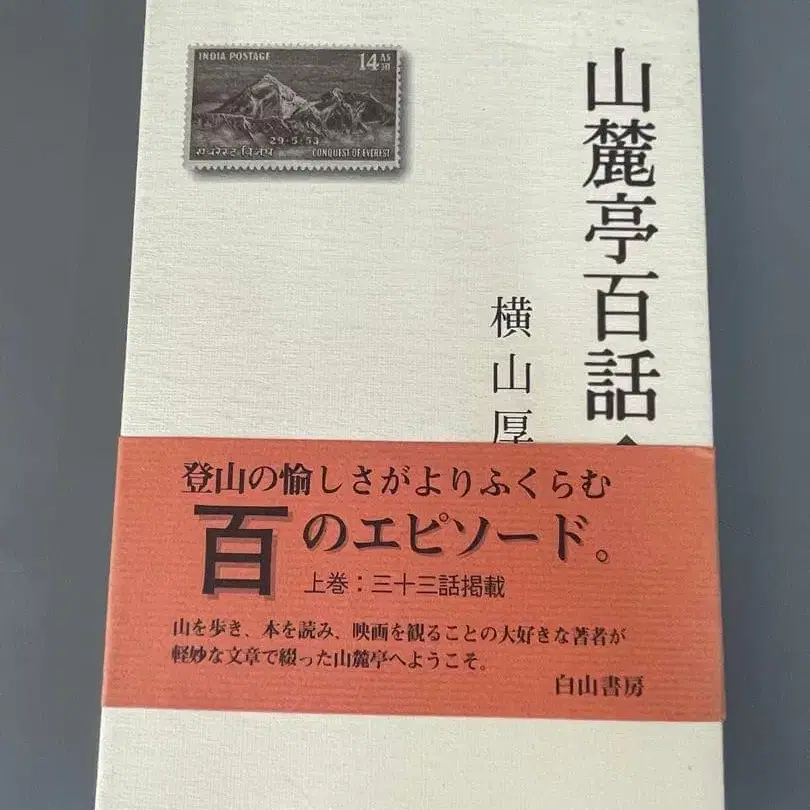 山麓亭百話
横山厚
INDIA POSTAGE
14 AS
29-5-53
CONQUEST OF EVEREST
登山の愉しさがよりふくらむ
百のエピソード。
上巻：三十三話掲載
山を歩き、本を読み、映画を観ることの大好きな著者が
軽妙な文章で綴った山麓亭へようこそ。
白山書房